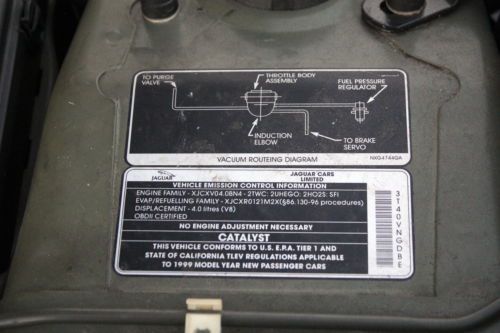 TO PURGE
VALVE
THROTTLE BODY
ASSEMBLY
FUEL PRESSURE
REGULATOR
INDUCTION
ELBOW
TO BRAKE
SERVO
VACUUM ROUTEING DIAGRAM
NXG4746QA
JAGUAR
JAGUAR CARS
LIMITED
VEHICLE EMISSION CONTROL INFORMATION
ENGINE FAMILY - XJCXV04.0BN4 - 2TWC: 2UHEGO: 2HO2S: SFI
EVAP/REFUELLING FAMILY - XJCXR0121M2X(§86.130-96 procedures)
DISPLACEMENT - 4.0 litres (V8)
OBDII CERTIFIED
NO ENGINE ADJUSTMENT NECESSARY
CATALYST
THIS VEHICLE CONFORMS TO U.S. E.P.A. TIER 1 AND
STATE OF CALIFORNIA TLEV REGULATIONS APPLICABLE
TO 1999 MODEL YEAR NEW PASSENGER CARS
3T40VNGDBE